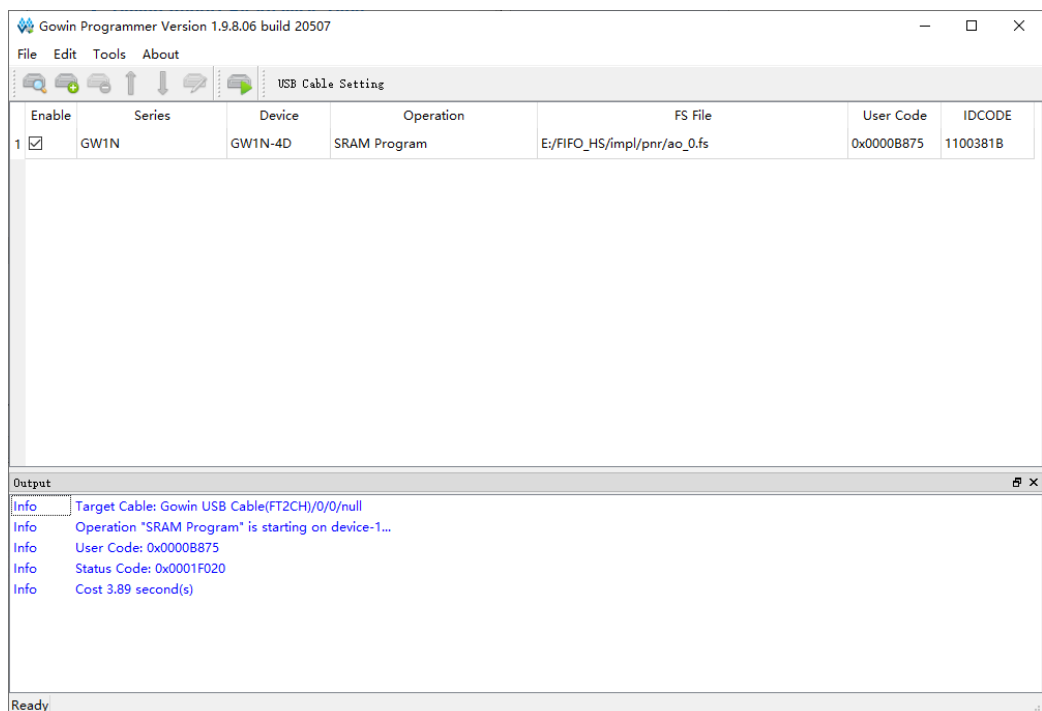 Gowin Programmer Version 1.9.8.06 build 20507
File Edit Tools About
USB Cable Setting
Enable Series Device Operation FS File User Code IDCODE
1 GW1N GW1N-4D SRAM Program E:/FIFO_HS/impl/pnr/ao_0.fs 0x0000B875 1100381B
Output
Info Target Cable: Gowin USB Cable(FT2CH)/0/0/null
Info Operation "SRAM Program" is starting on device-1...
Info User Code: 0x0000B875
Info Status Code: 0x0001F020
Info Cost 3.89 second(s)
Ready